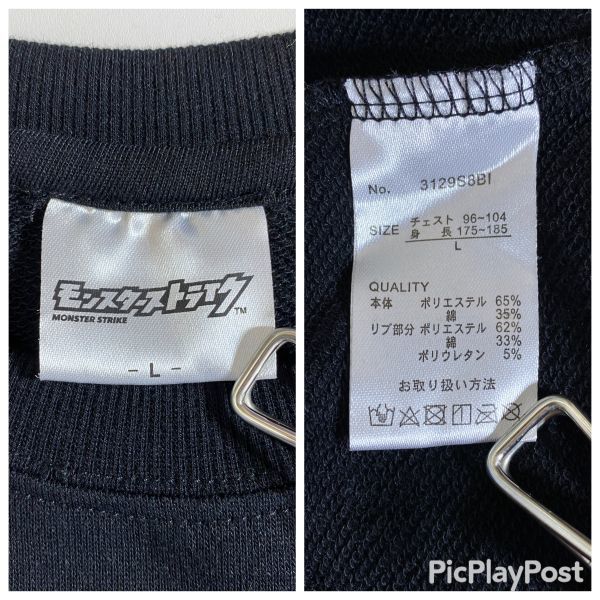 モンスターストライク™
MONSTER STRIKE
- L -
No. 3129S8BI
SIZE チェスト 96~104
身 長 175~185
L
QUALITY
本体 ポリエステル 65%
綿 35%
リブ部分 ポリエステル 62%
綿 33%
ポリウレタン 5%
お取り扱い方法
PicPlayPost